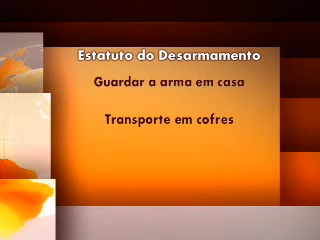 Estatuto do Desarmamento
Guardar a arma em casa
Transporte em cofres